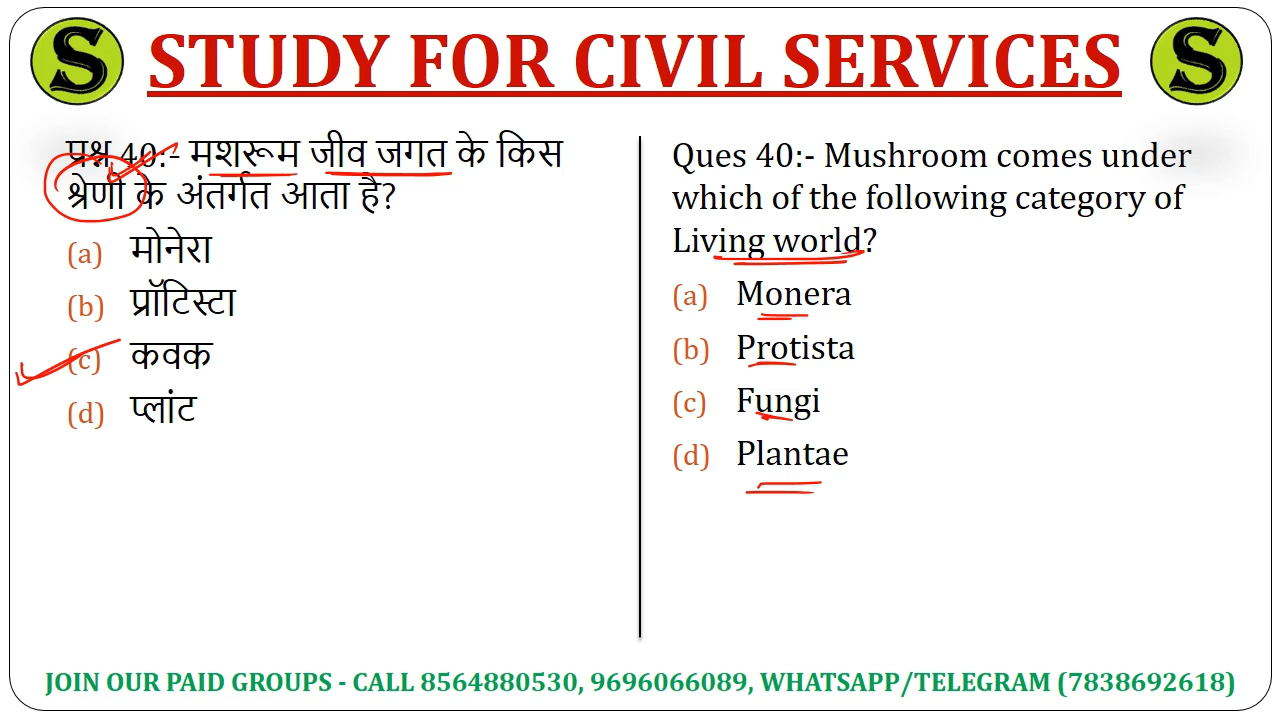 S
STUDY FOR CIVIL SERVICES
S
प्रश्न 40:- मशरूम जीव जगत के किस
श्रेणी के अंतर्गत आता है?
(a) मोनेरा
(b) प्रॉटिस्टा
(c) कवक
(d) प्लांट
Ques 40:- Mushroom comes under
which of the following category of
Living world?
(a) Monera
(b) Protista
(c) Fungi
(d) Plantae
JOIN OUR PAID GROUPS - CALL 8564880530, 9696066089, WHATSAPP/TELEGRAM (7838692618)